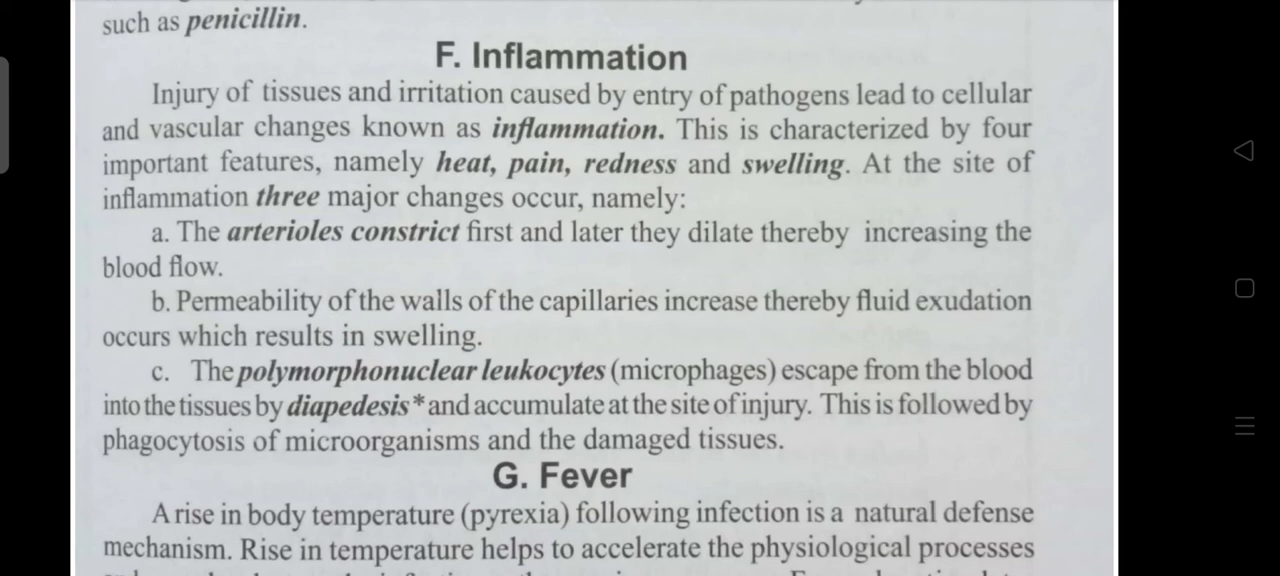 such as penicillin.
F. Inflammation
Injury of tissues and irritation caused by entry of pathogens lead to cellular
and vascular changes known as inflammation. This is characterized by four
important features, namely heat, pain, redness and swelling. At the site of
inflammation three major changes occur, namely:
a. The arterioles constrict first and later they dilate thereby increasing the
blood flow.
b. Permeability of the walls of the capillaries increase thereby fluid exudation
occurs which results in swelling.
c. The polymorphonuclear leukocytes (microphages) escape from the blood
into the tissues by diapedesis* and accumulate at the site of injury. This is followed by
phagocytosis of microorganisms and the damaged tissues.
G. Fever
A rise in body temperature (pyrexia) following infection is a natural defense
mechanism. Rise in temperature helps to accelerate the physiological processes